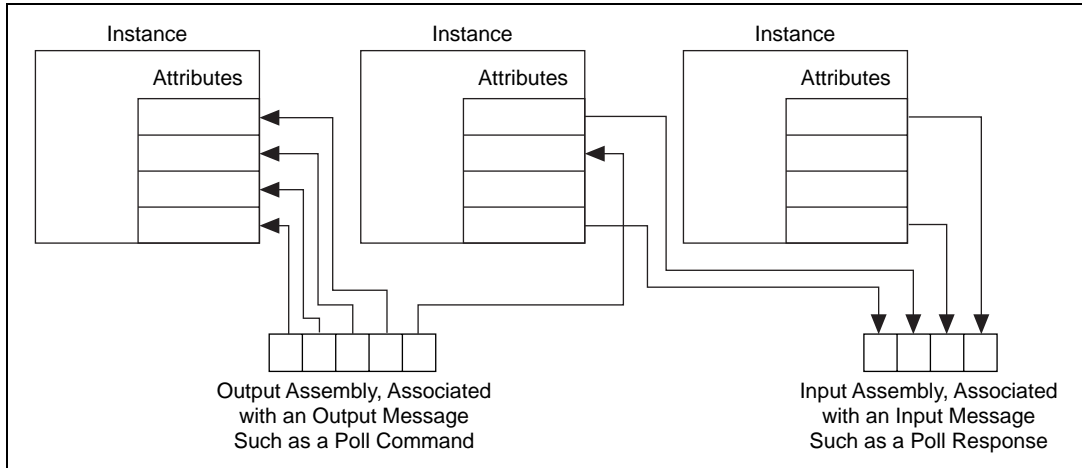 Instance
Instance
Instance
Attributes
Attributes
Attributes
Output Assembly, Associated
with an Output Message
Such as a Poll Command
Input Assembly, Associated
with an Input Message
Such as a Poll Response